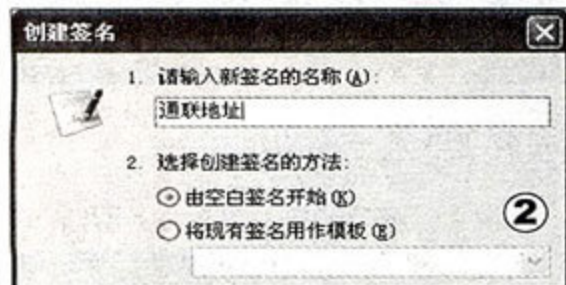 创建签名
1. 请输入新签名的名称(A):
通联地址
2. 选择创建签名的方法:
由空白签名开始(K)
将现有签名用作模板(E)
②